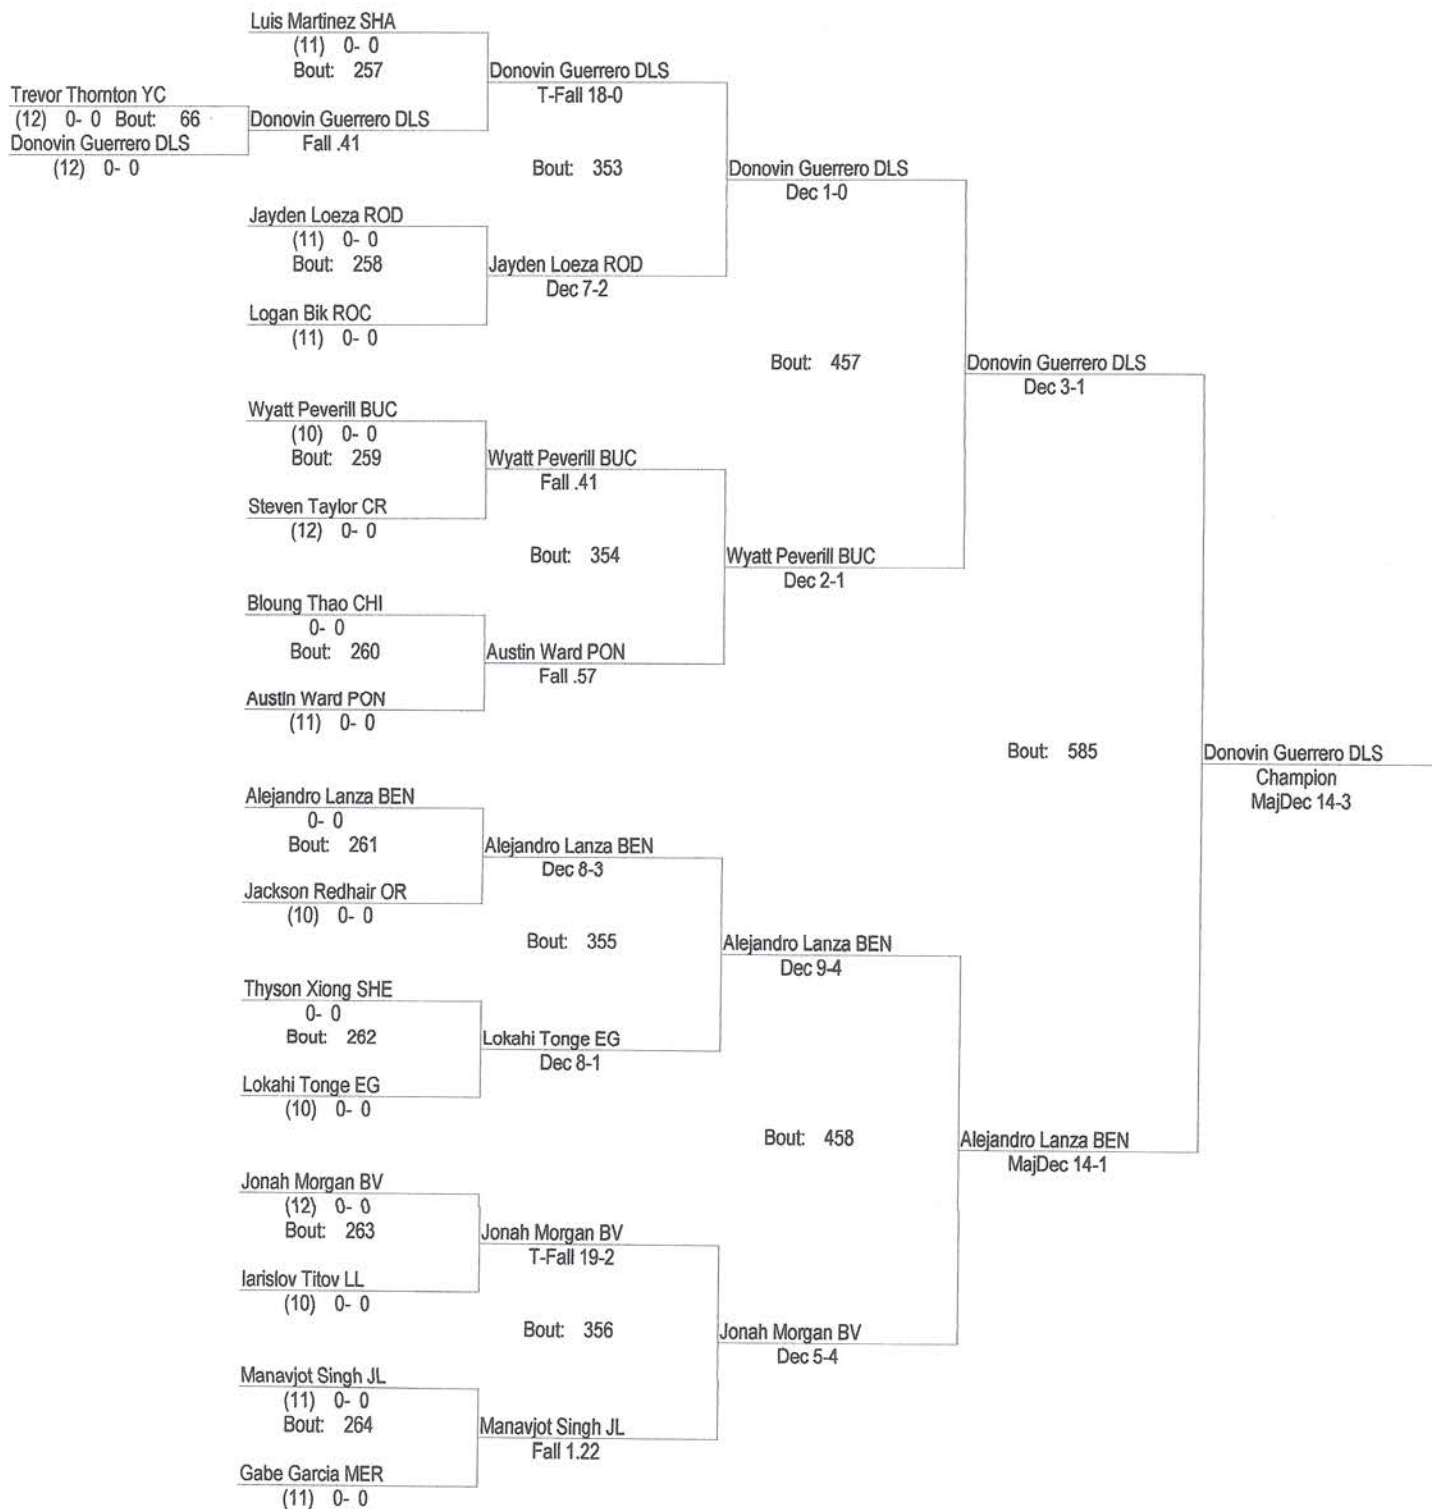 Luis Martinez SHA
(11) 0- 0
Bout: 257
Donovin Guerrero DLS
T-Fall 18-0
Trevor Thornton YC
(12) 0- 0 Bout: 66
Donovin Guerrero DLS
Fall .41
Donovin Guerrero DLS
(12) 0- 0
Bout: 353
Donovin Guerrero DLS
Dec 1-0
Jayden Loeza ROD
(11) 0- 0
Bout: 258
Jayden Loeza ROD
Dec 7-2
Logan Bik ROC
(11) 0- 0
Bout: 457
Donovin Guerrero DLS
Dec 3-1
Wyatt Peverill BUC
(10) 0- 0
Bout: 259
Wyatt Peverill BUC
Fall .41
Steven Taylor CR
(12) 0- 0
Bout: 354
Wyatt Peverill BUC
Dec 2-1
Bloung Thao CHI
0- 0
Bout: 260
Austin Ward PON
Fall .57
Austin Ward PON
(11) 0- 0
Bout: 585
Donovin Guerrero DLS
Champion
MajDec 14-3
Alejandro Lanza BEN
0- 0
Bout: 261
Alejandro Lanza BEN
Dec 8-3
Jackson Redhair OR
(10) 0- 0
Bout: 355
Alejandro Lanza BEN
Dec 9-4
Thyson Xiong SHE
0- 0
Bout: 262
Lokahi Tonge EG
Dec 8-1
Lokahi Tonge EG
(10) 0- 0
Bout: 458
Alejandro Lanza BEN
MajDec 14-1
Jonah Morgan BV
(12) 0- 0
Bout: 263
Jonah Morgan BV
T-Fall 19-2
Iarislov Titov LL
(10) 0- 0
Bout: 356
Jonah Morgan BV
Dec 5-4
Manavjot Singh JL
(11) 0- 0
Bout: 264
Manavjot Singh JL
Fall 1.22
Gabe Garcia MER
(11) 0- 0